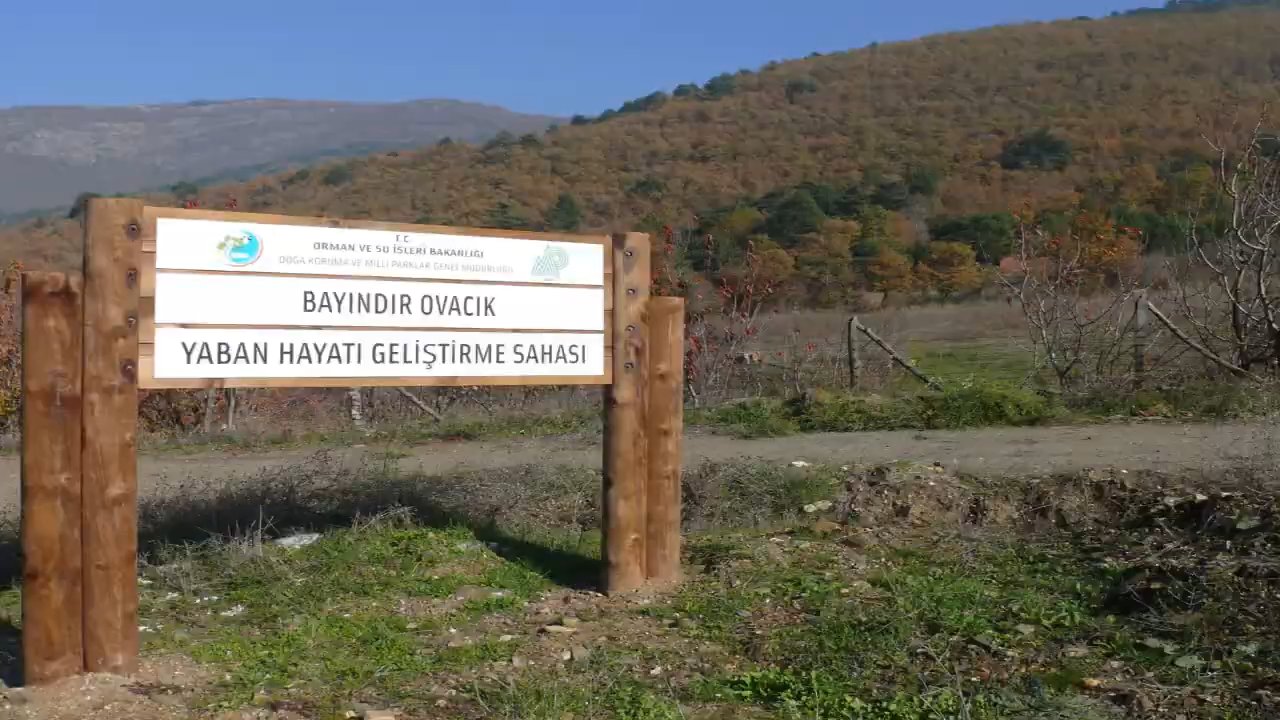 T.C.
ORMAN VE SU İŞLERİ BAKANLIĞI
DOĞA KORUMA VE MİLLİ PARKLAR GENEL MÜDÜRLÜĞÜ
BAYINDIR OVACIK
YABAN HAYATI GELİŞTİRME SAHASI